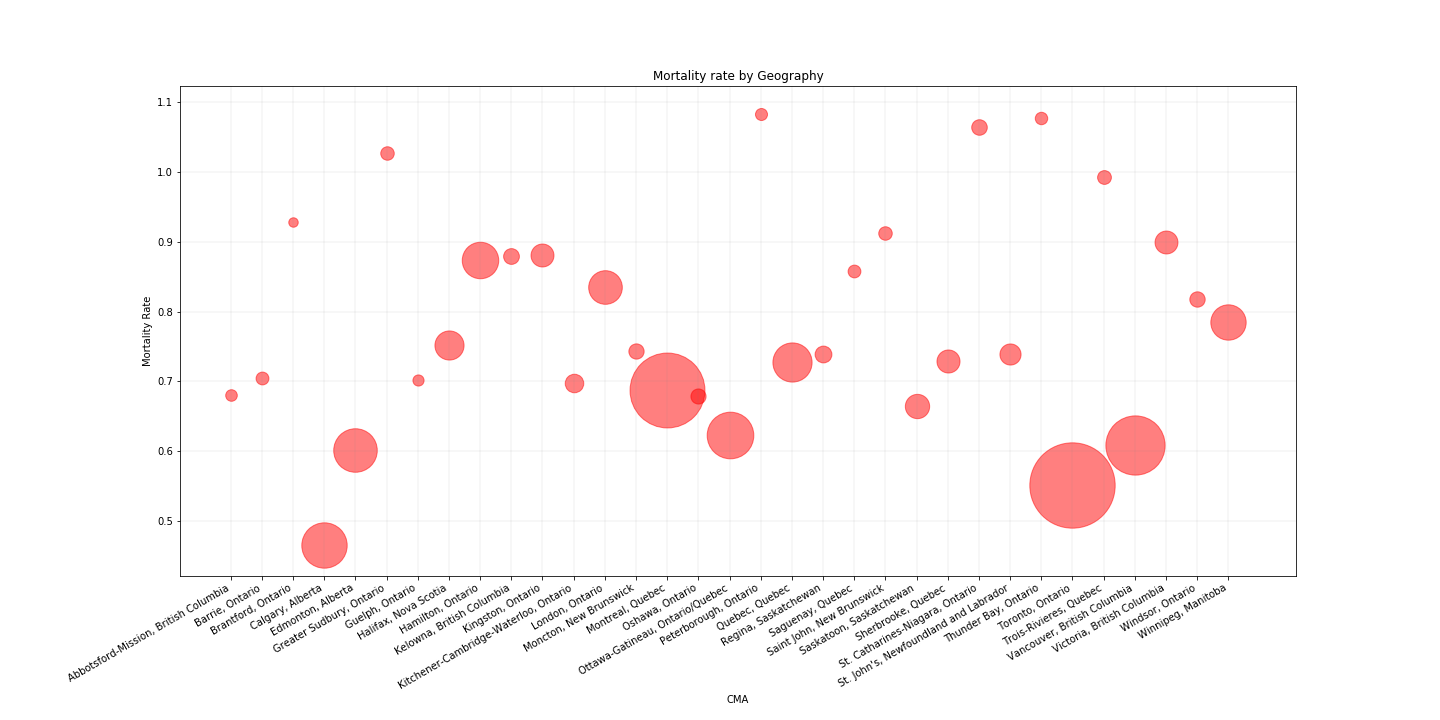 Mortality rate by Geography
Mortality Rate
1.1
1.0
0.9
0.8
0.7
0.6
0.5
Abbotsford-Mission, British Columbia
Barrie, Ontario
Brantford, Ontario
Calgary, Alberta
Edmonton, Alberta
Greater Sudbury, Ontario
Guelph, Ontario
Halifax, Nova Scotia
Hamilton, Ontario
Kelowna, British Columbia
Kingston, Ontario
Kitchener-Cambridge-Waterloo, Ontario
London, Ontario
Moncton, New Brunswick
Montreal, Quebec
Oshawa, Ontario
Ottawa-Gatineau, Ontario/Quebec
Peterborough, Ontario
Quebec, Quebec
Regina, Saskatchewan
Saguenay, Quebec
Saint John, New Brunswick
Saskatoon, Saskatchewan
Sherbrooke, Quebec
St. Catharines-Niagara, Ontario
St. John's, Newfoundland and Labrador
Thunder Bay, Ontario
Toronto, Ontario
Trois-Rivieres, Quebec
Vancouver, British Columbia
Victoria, British Columbia
Windsor, Ontario
Winnipeg, Manitoba
CMA